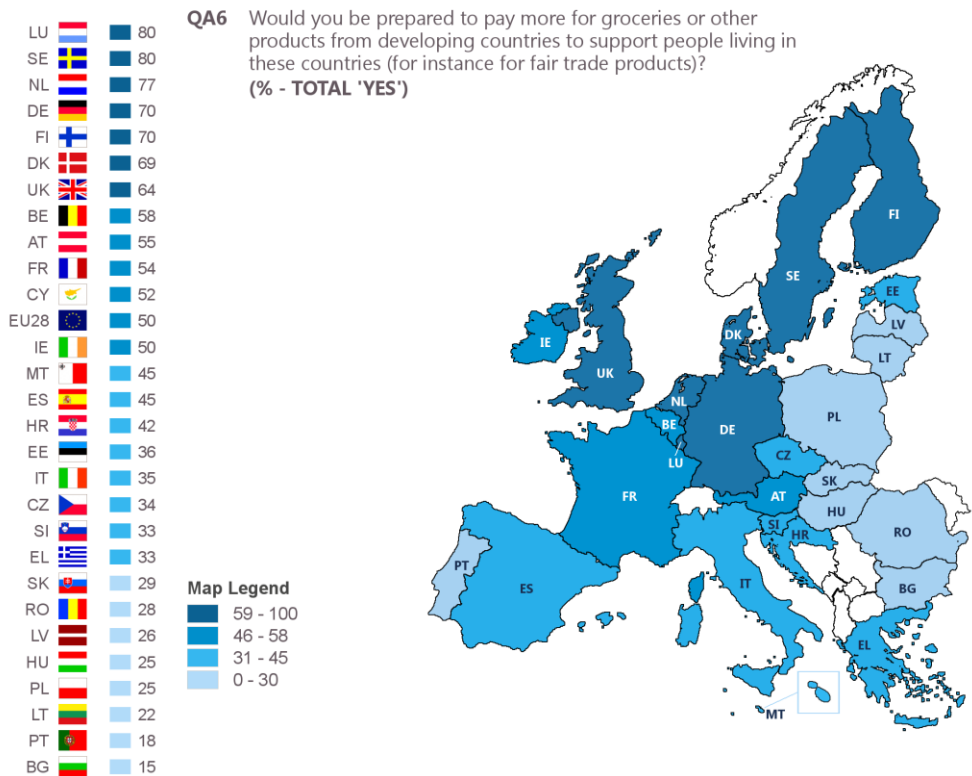 QA6 Would you be prepared to pay more for groceries or other
products from developing countries to support people living in
these countries (for instance for fair trade products)?
(% - TOTAL 'YES')
LU 80
SE 80
NL 77
DE 70
FI 70
DK 69
UK 64
BE 58
AT 55
FR 54
CY 52
EU28 50
IE 50
MT 45
ES 45
HR 42
EE 36
IT 35
CZ 34
SI 33
EL 33
SK 29
RO 28
LV 26
HU 25
PL 25
LT 22
PT 18
BG 15
Map Legend
59 - 100
46 - 58
31 - 45
0 - 30
FI
SE
EE
LV
LT
DK
IE
UK
NL
BE
LU
DE
PL
CZ
SK
FR
AT
HU
RO
SI
HR
BG
PT
ES
IT
EL
MT